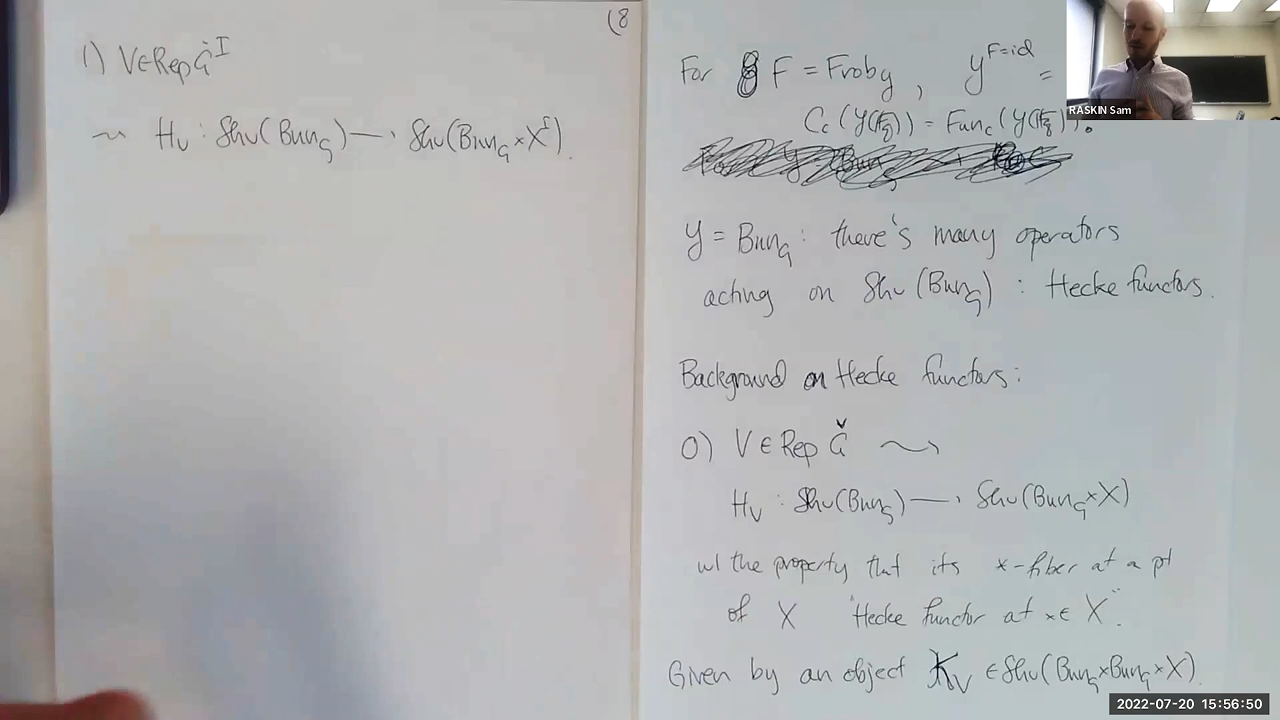 (8
1) V∈Rep Ǧ^I
⇝ H_V : Shv(Bun_G) → Shv(Bun_G×X^I).
For F = Frob_y, y^{F=id} =
C_c(y(F_q)) = Fun_c(y(F_q)).
y = Bun_G : there's many operators
acting on Shv(Bun_G) : Hecke functors.
Background on Hecke functors:
0) V∈Rep Ǧ ⇝
H_V : Shv(Bun_G) → Shv(Bun_G×X)
w/ the property that its *-fiber at a pt
of X "Hecke functor at x∈X".
Given by an object K_V ∈ Shv(Bun_G×Bun_G×X).
RASKIN Sam
2022-07-20 15:56:50